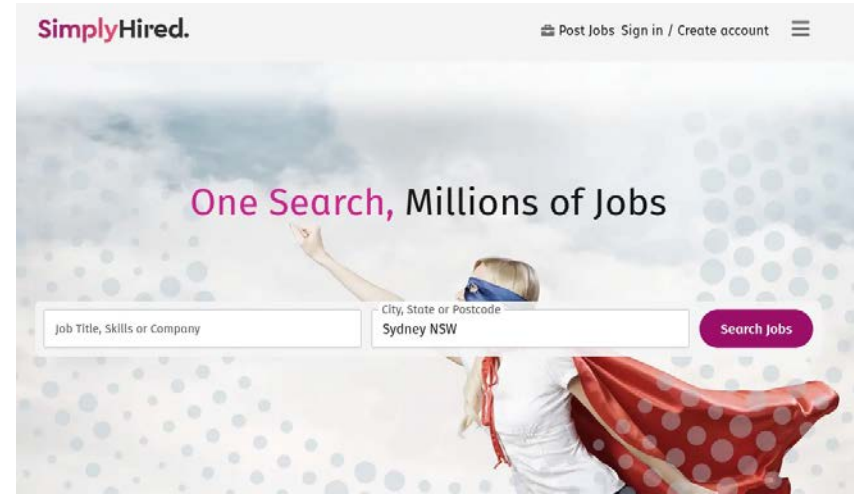 SimplyHired.
Post Jobs Sign in / Create account
One Search, Millions of Jobs
Job Title, Skills or Company
City, State or Postcode
Sydney NSW
Search Jobs